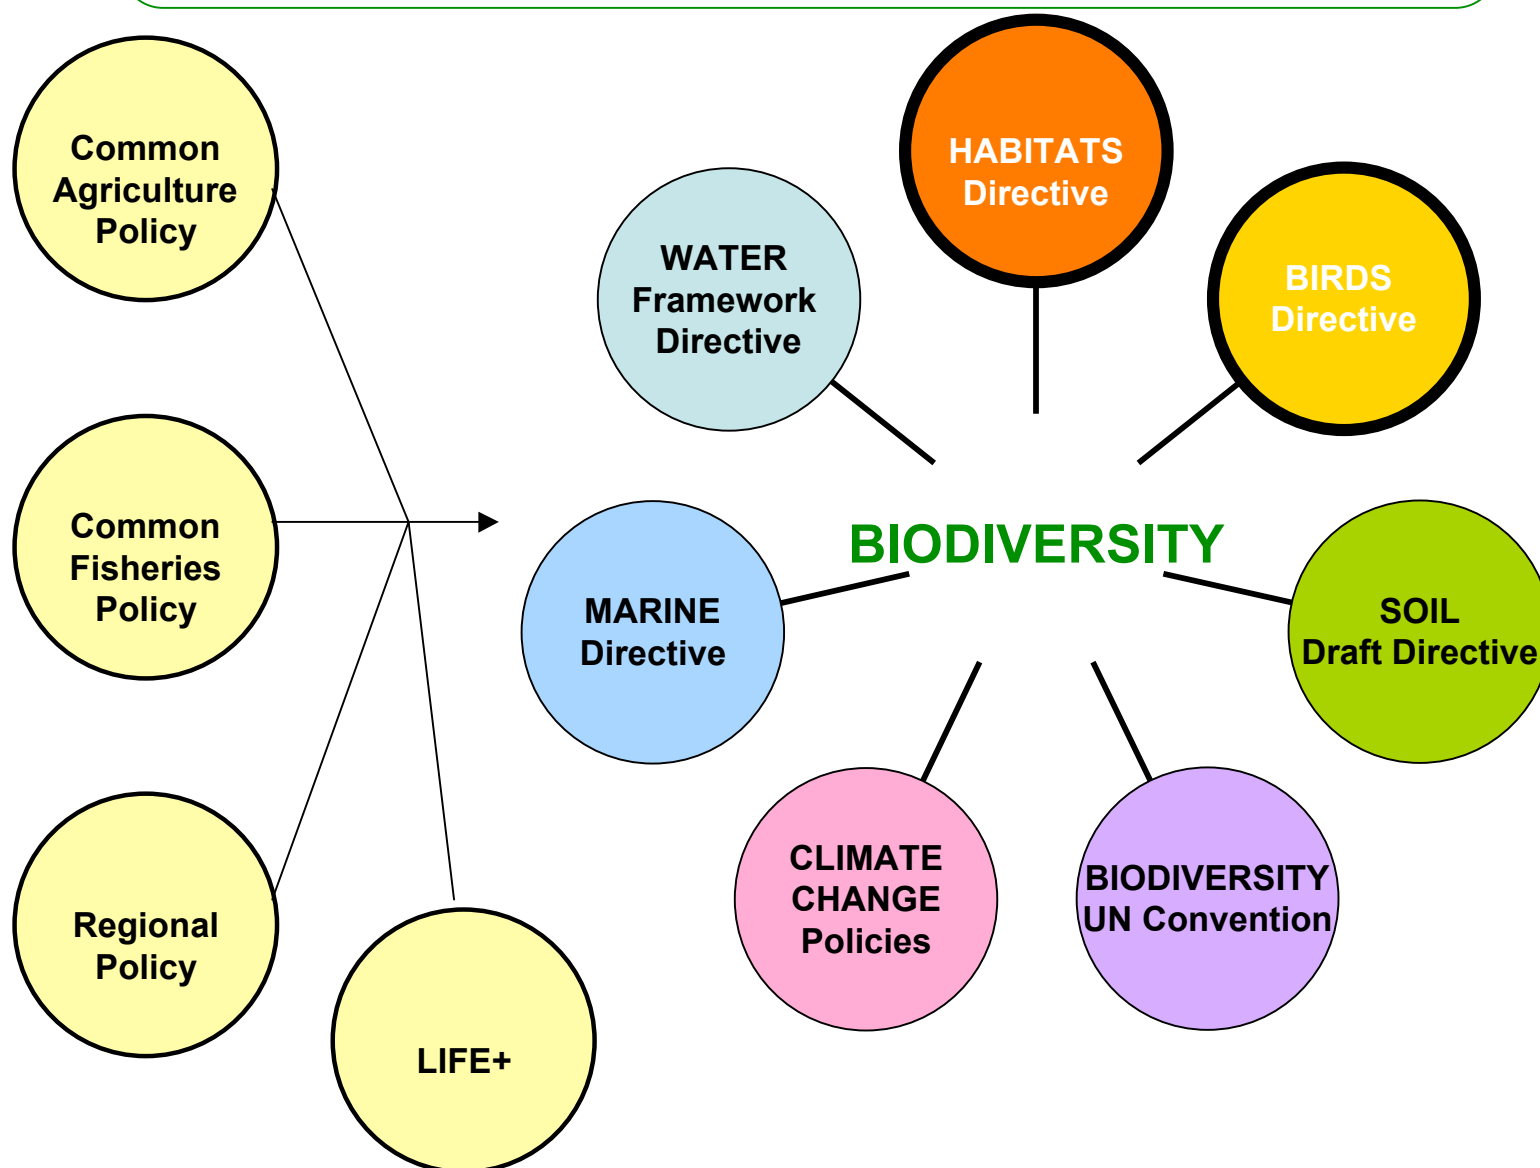 Common
Agriculture
Policy
Common
Fisheries
Policy
Regional
Policy
LIFE+
HABITATS
Directive
WATER
Framework
Directive
BIRDS
Directive
BIODIVERSITY
MARINE
Directive
SOIL
Draft Directive
CLIMATE
CHANGE
Policies
BIODIVERSITY
UN Convention